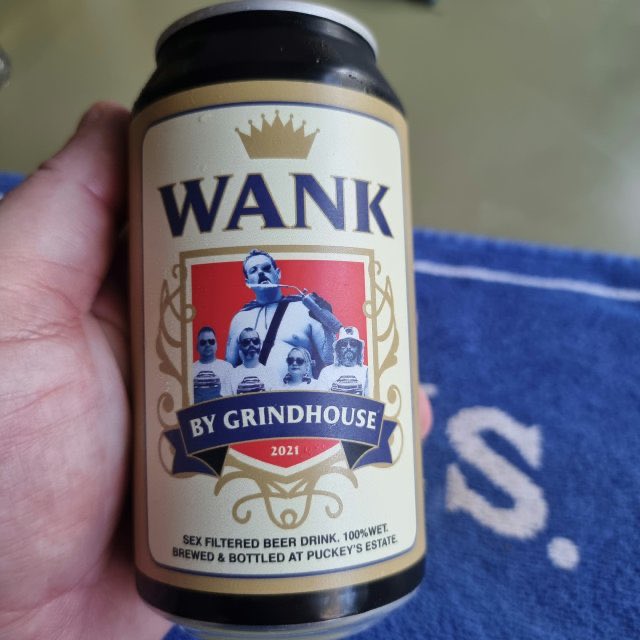 WANK
BY GRINDHOUSE
2021
SEX FILTERED BEER DRINK. 100%WET.
BREWED & BOTTLED AT PUCKEY'S ESTATE.
S.